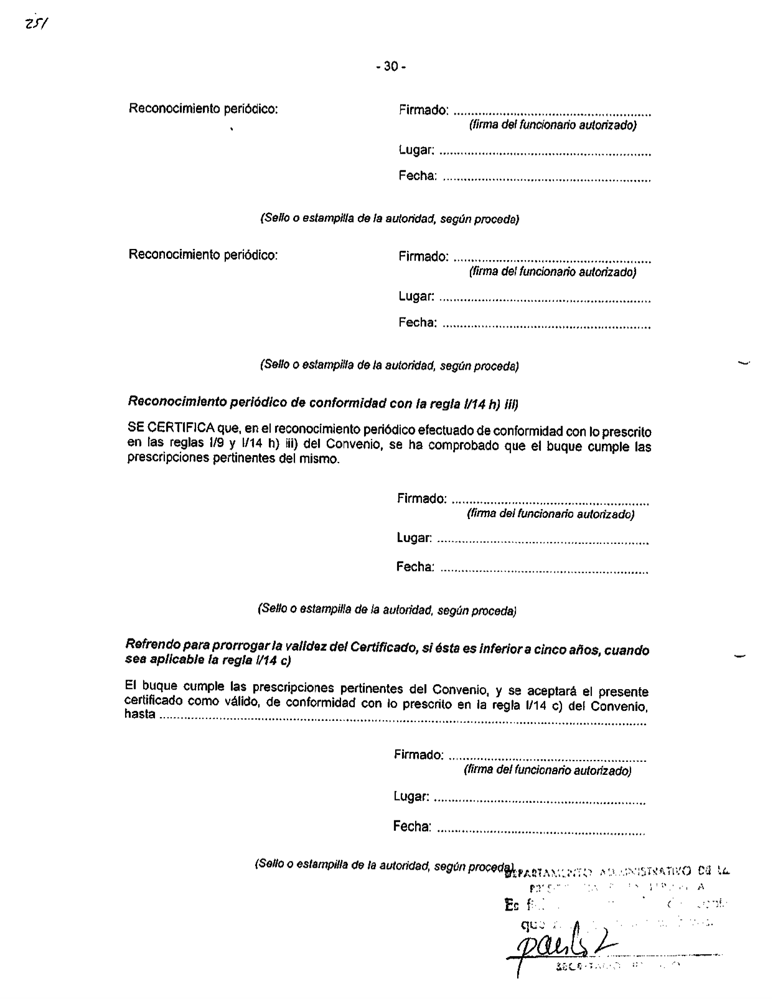 251
- 30 -
Reconocimiento periódico:
Firmado: ........................................................
(firma del funcionario autorizado)
Lugar: ............................................................
Fecha: ...........................................................
(Sello o estampilla de la autoridad, según proceda)
Reconocimiento periódico:
Firmado: ........................................................
(firma del funcionario autorizado)
Lugar: ............................................................
Fecha: ...........................................................
(Sello o estampilla de la autoridad, según proceda)
Reconocimiento periódico de conformidad con la regla I/14 h) iii)
SE CERTIFICA que, en el reconocimiento periódico efectuado de conformidad con lo prescrito
en las reglas I/9 y I/14 h) iii) del Convenio, se ha comprobado que el buque cumple las
prescripciones pertinentes del mismo.
Firmado: ........................................................
(firma del funcionario autorizado)
Lugar: ............................................................
Fecha: ...........................................................
(Sello o estampilla de la autoridad, según proceda)
Refrendo para prorrogar la validez del Certificado, si ésta es inferior a cinco años, cuando
sea aplicable la regla I/14 c)
El buque cumple las prescripciones pertinentes del Convenio, y se aceptará el presente
certificado como válido, de conformidad con lo prescrito en la regla I/14 c) del Convenio,
hasta ..........................................................................................................................................
Firmado: ........................................................
(firma del funcionario autorizado)
Lugar: ............................................................
Fecha: ...........................................................
(Sello o estampilla de la autoridad, según proceda)
DEPARTAMENTO ADMINISTRATIVO DE LA
Es
que